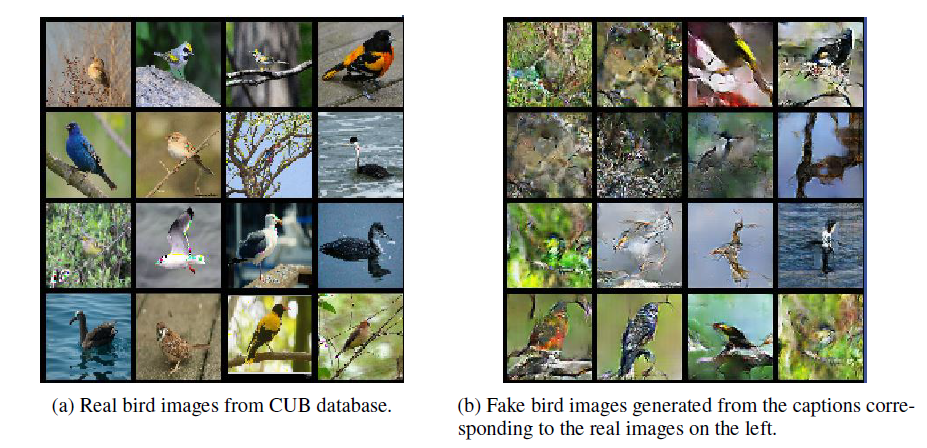 (a) Real bird images from CUB database.
(b) Fake bird images generated from the captions corre-
sponding to the real images on the left.